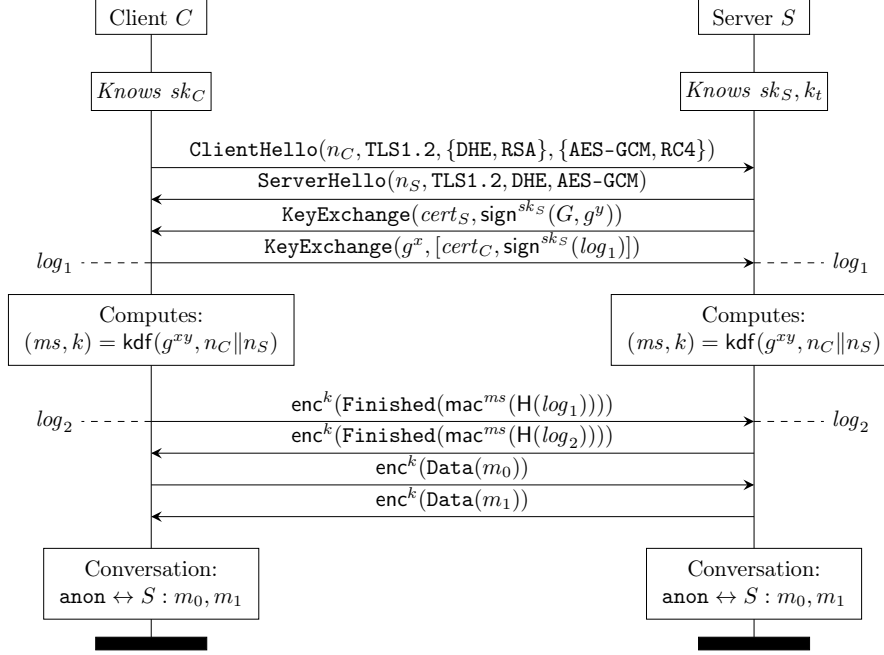 Client C
Server S
Knows sk_C
Knows sk_S, k_t
ClientHello(n_C, TLS1.2, {DHE, RSA}, {AES-GCM, RC4})
ServerHello(n_S, TLS1.2, DHE, AES-GCM)
KeyExchange(cert_S, sign^{sk_S}(G, g^y))
KeyExchange(g^x, [cert_C, sign^{sk_S}(log_1)])
log_1
log_1
Computes:
(ms, k) = kdf(g^{xy}, n_C‖n_S)
Computes:
(ms, k) = kdf(g^{xy}, n_C‖n_S)
enc^k(Finished(mac^{ms}(H(log_1))))
log_2
log_2
enc^k(Finished(mac^{ms}(H(log_2))))
enc^k(Data(m_0))
enc^k(Data(m_1))
Conversation:
anon ↔ S : m_0, m_1
Conversation:
anon ↔ S : m_0, m_1